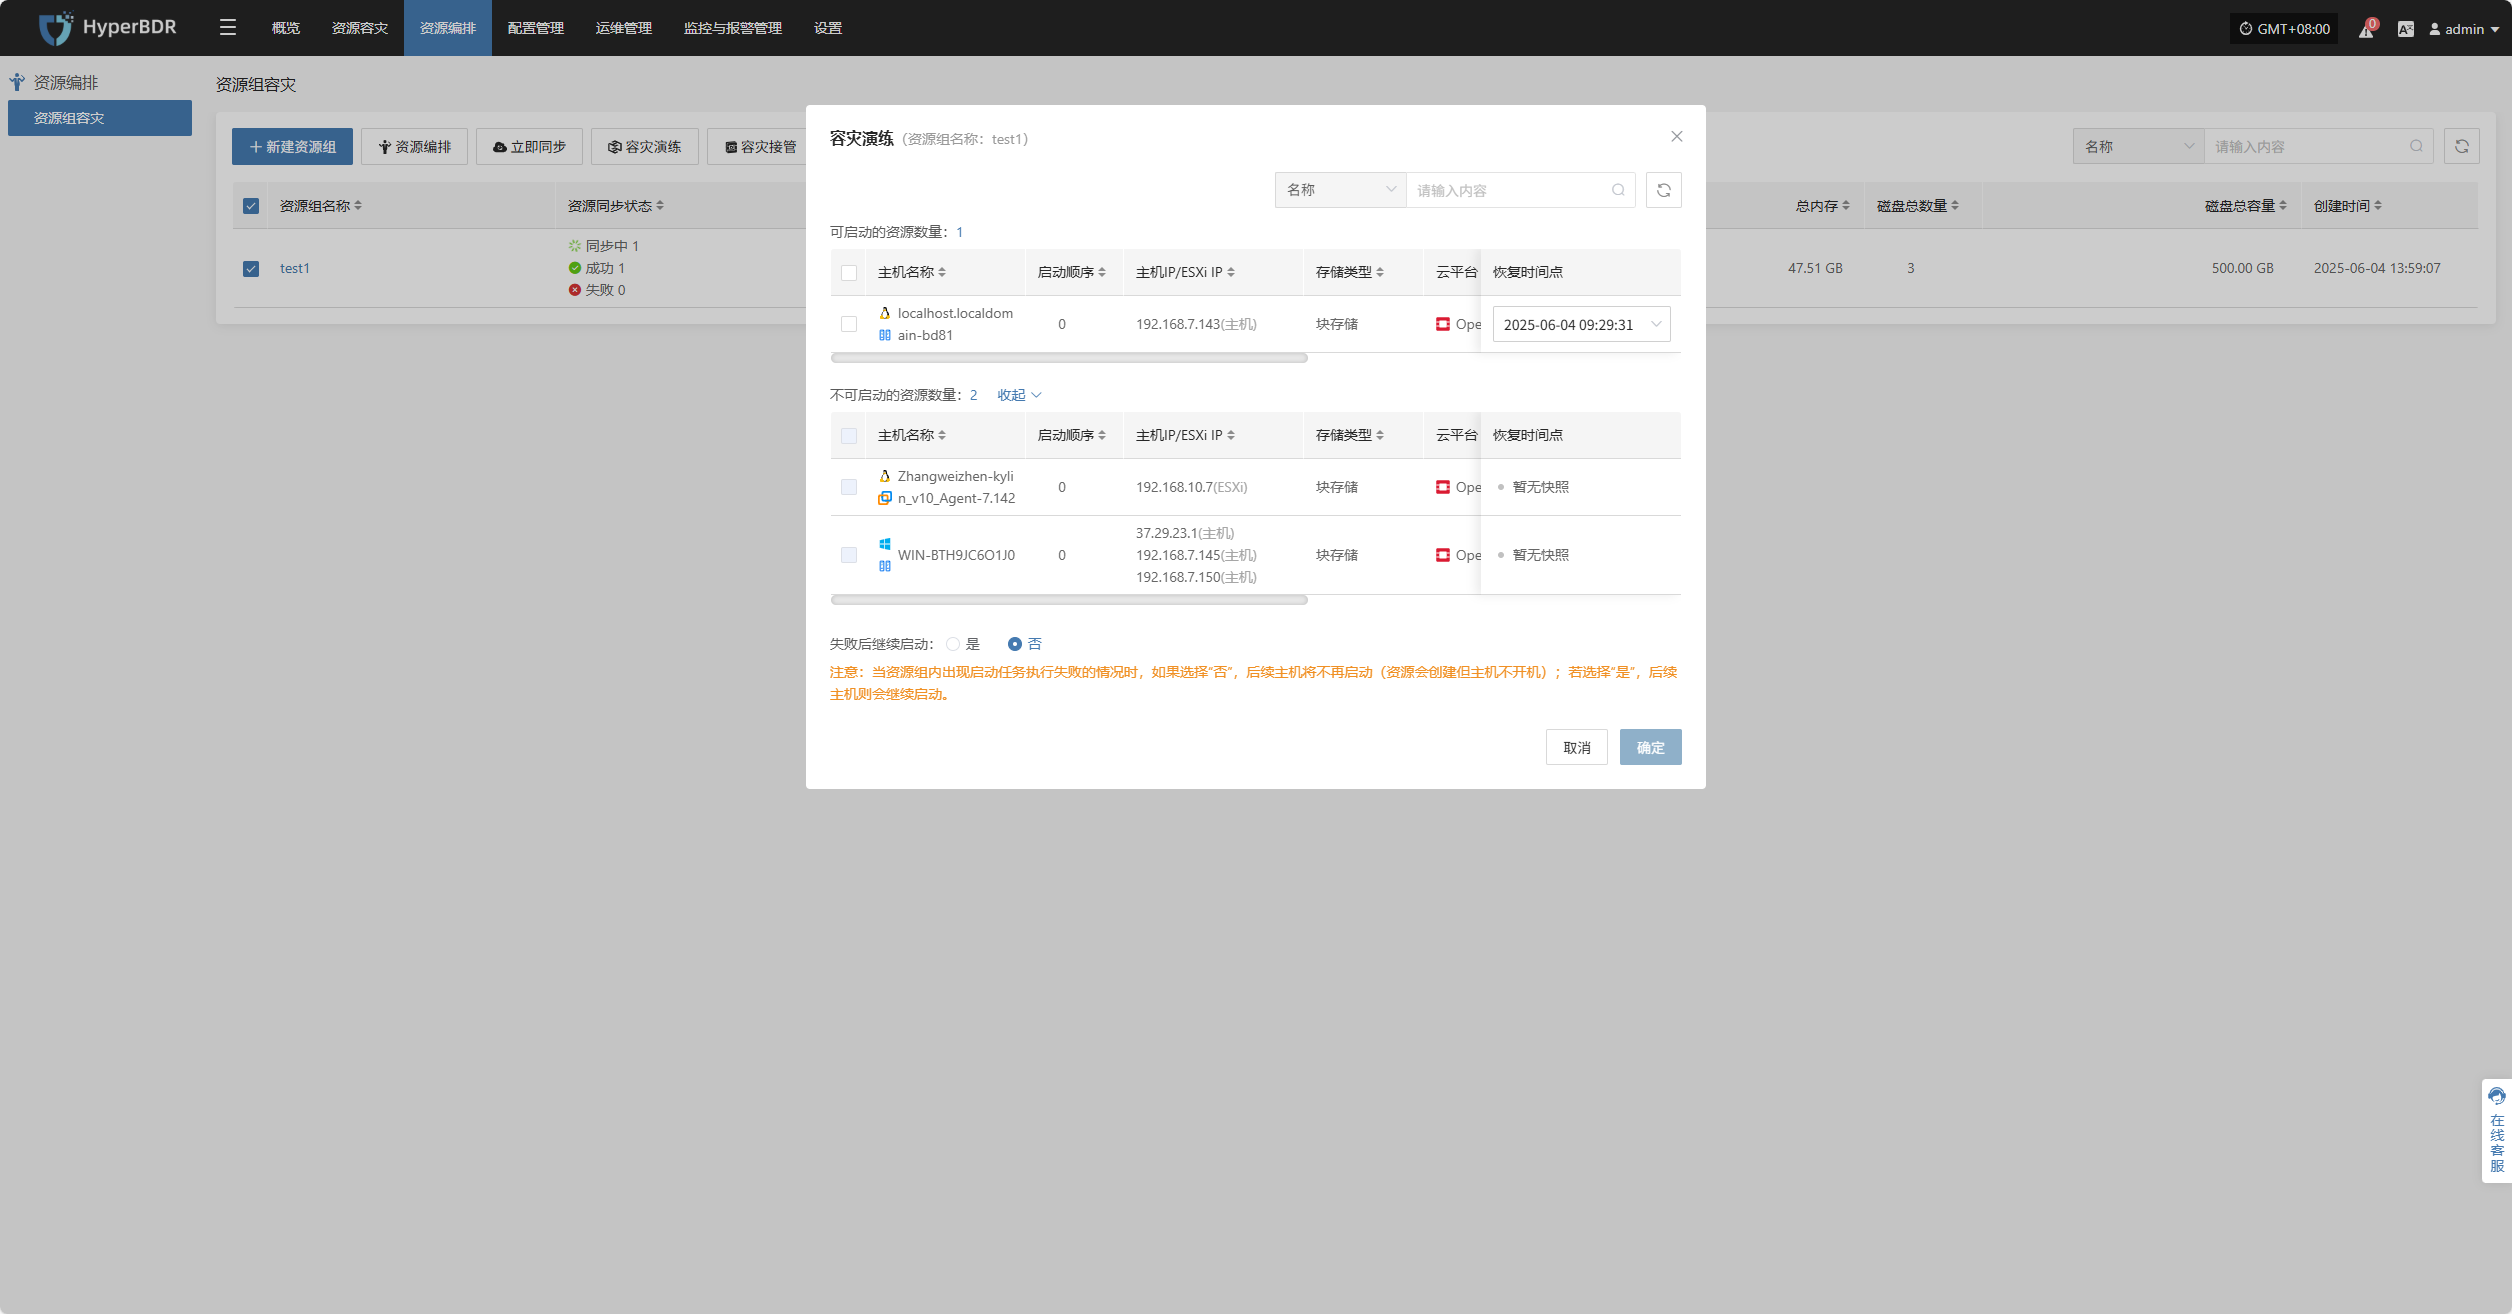 HyperBDR
概览
资源容灾
资源编排
配置管理
运维管理
监控与报警管理
设置
GMT+08:00
0
admin
资源编排
资源组容灾
资源组容灾
新建资源组
资源编排
立即同步
容灾演练
容灾接管
名称
请输入内容
资源组名称
资源同步状态
总内存
磁盘总数量
磁盘总容量
创建时间
test1
同步中 1
成功 1
失败 0
47.51 GB
3
500.00 GB
2025-06-04 13:59:07
容灾演练（资源组名称：test1）
名称
请输入内容
可启动的资源数量：1
主机名称
启动顺序
主机IP/ESXi IP
存储类型
云平台
恢复时间点
localhost.localdom
ain-bd81
0
192.168.7.143(主机)
块存储
Ope
2025-06-04 09:29:31
不可启动的资源数量：2 收起
主机名称
启动顺序
主机IP/ESXi IP
存储类型
云平台
恢复时间点
Zhangweizhen-kyli
n_v10_Agent-7.142
0
192.168.10.7(ESXi)
块存储
Ope
暂无快照
WIN-BTH9JC6O1J0
0
37.29.23.1(主机)
192.168.7.145(主机)
192.168.7.150(主机)
块存储
Ope
暂无快照
失败后继续启动： 是 否
注意：当资源组内出现启动任务执行失败的情况时，如果选择“否”，后续主机将不再启动（资源会创建但主机不开机）；若选择“是”，后续
主机则会继续启动。
取消
确定
在线客服